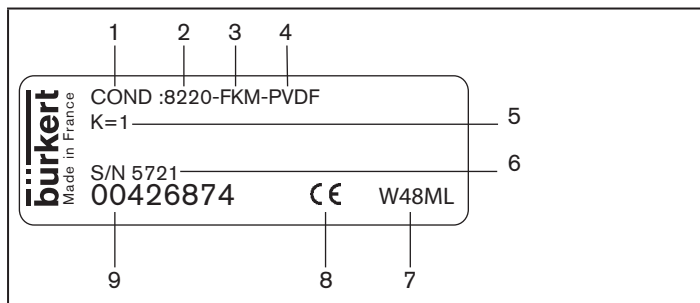 1 2 3 4
bürkert
Made in France
COND :8220-FKM-PVDF
K=1
5
S/N 5721
6
00426874 CE W48ML
9 8 7